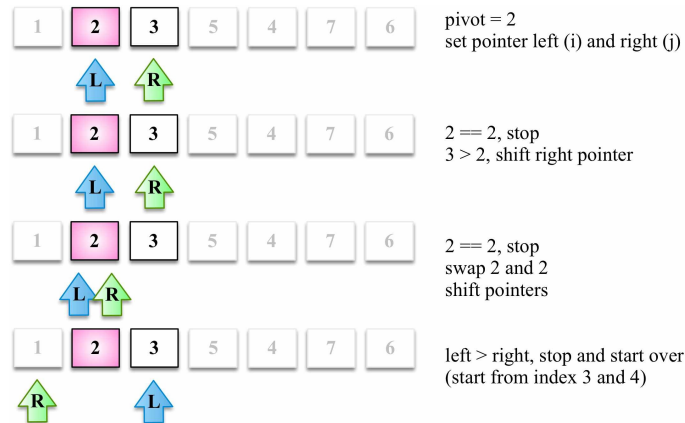 1 2 3 5 4 7 6
pivot = 2
set pointer left (i) and right (j)
L R
1 2 3 5 4 7 6
2 == 2, stop
3 > 2, shift right pointer
L R
1 2 3 5 4 7 6
2 == 2, stop
swap 2 and 2
shift pointers
L R
1 2 3 5 4 7 6
left > right, stop and start over
(start from index 3 and 4)
R L